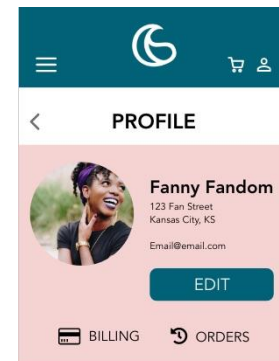 PROFILE
Fanny Fandom
123 Fan Street
Kansas City, KS
Email@email.com
EDIT
BILLING ORDERS